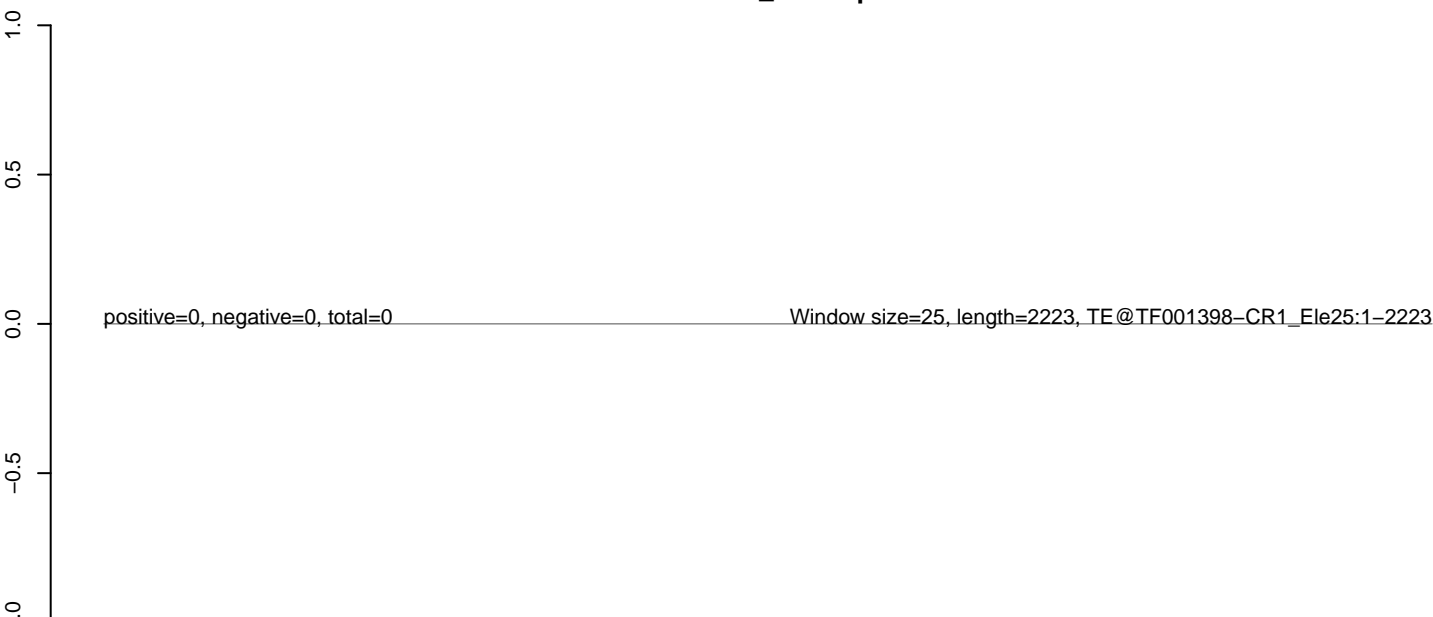 1.0
0.5
0.0
positive=0, negative=0, total=0
Window size=25, length=2223, TE@TF001398−CR1_Ele25:1−2223
−0.5